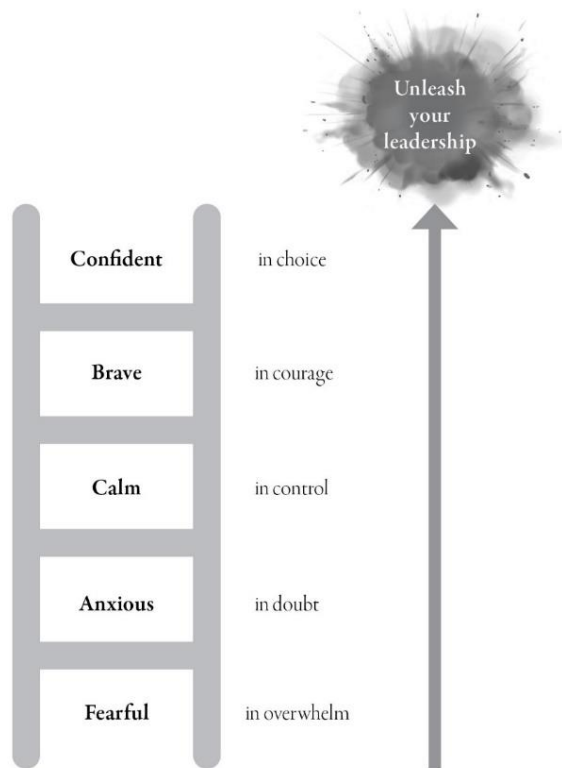 Unleash
your
leadership
Confident in choice
Brave in courage
Calm in control
Anxious in doubt
Fearful in overwhelm